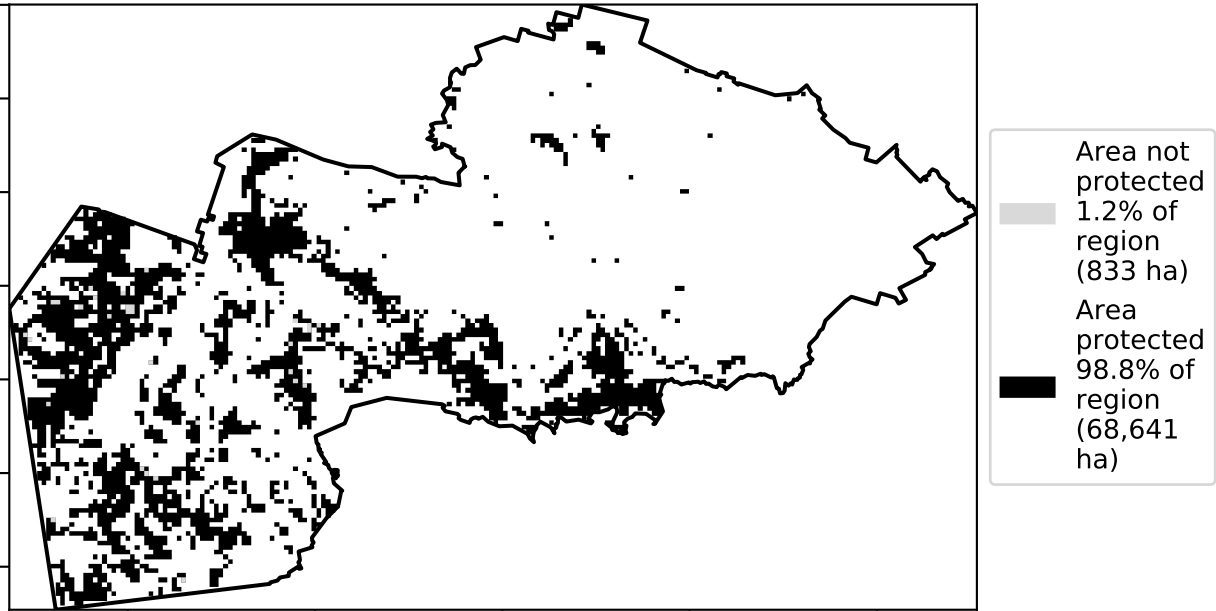 Area not
protected
1.2% of
region
(833 ha)
Area
protected
98.8% of
region
(68,641
ha)